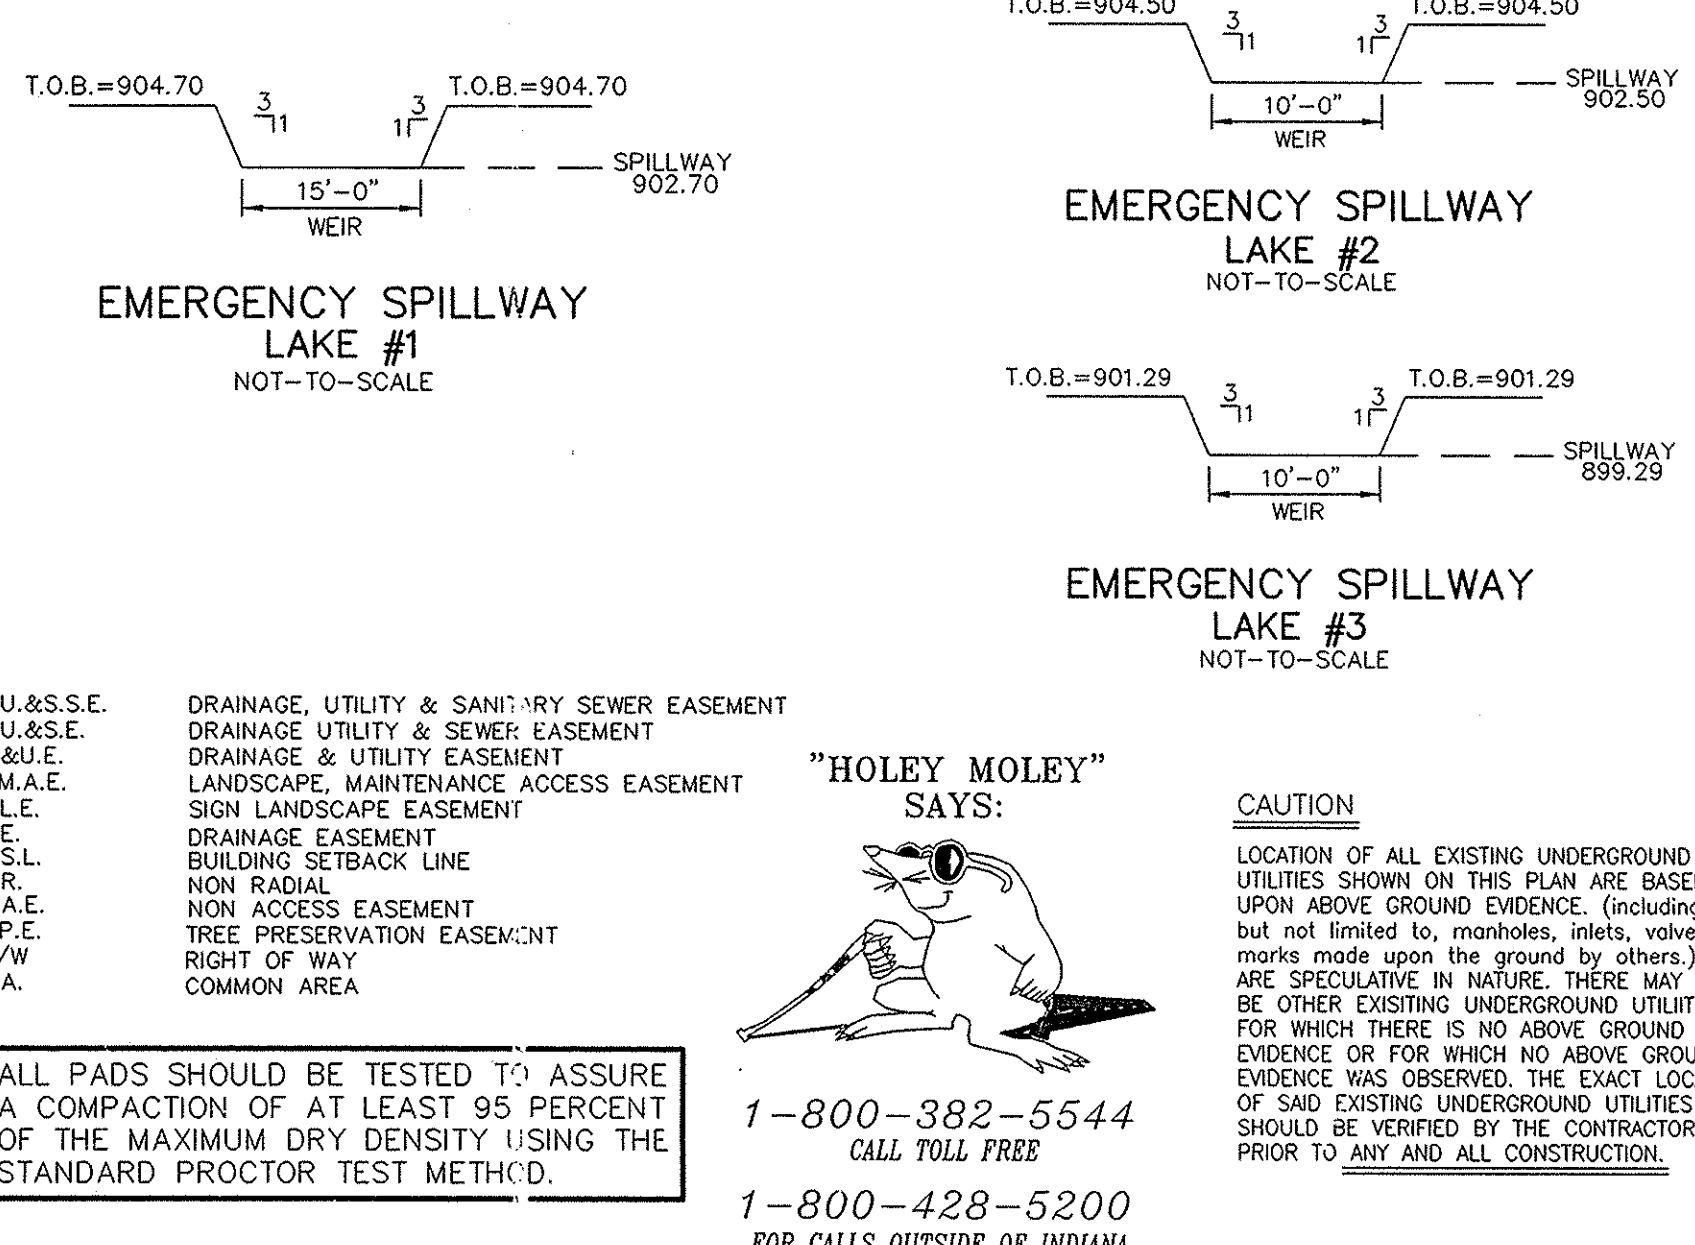 T.O.B.=904.70
T.O.B.=904.70
3
1
3
1
SPILLWAY
902.70
15'-0"
WEIR
EMERGENCY SPILLWAY
LAKE #1
NOT-TO-SCALE
T.O.B.=904.50
T.O.B.=904.50
3
1
3
1
SPILLWAY
902.50
10'-0"
WEIR
EMERGENCY SPILLWAY
LAKE #2
NOT-TO-SCALE
T.O.B.=901.29
T.O.B.=901.29
3
1
3
1
SPILLWAY
899.29
10'-0"
WEIR
EMERGENCY SPILLWAY
LAKE #3
NOT-TO-SCALE
U.&S.S.E. DRAINAGE, UTILITY & SANITARY SEWER EASEMENT
U.&S.E. DRAINAGE UTILITY & SEWER EASEMENT
&U.E. DRAINAGE & UTILITY EASEMENT
M.A.E. LANDSCAPE, MAINTENANCE ACCESS EASEMENT
L.E. SIGN LANDSCAPE EASEMENT
E. DRAINAGE EASEMENT
S.L. BUILDING SETBACK LINE
R. NON RADIAL
A.E. NON ACCESS EASEMENT
P.E. TREE PRESERVATION EASEMENT
/W RIGHT OF WAY
A. COMMON AREA
ALL PADS SHOULD BE TESTED TO ASSURE
A COMPACTION OF AT LEAST 95 PERCENT
OF THE MAXIMUM DRY DENSITY USING THE
STANDARD PROCTOR TEST METHOD.
"HOLEY MOLEY"
SAYS:
1-800-382-5544
CALL TOLL FREE
1-800-428-5200
FOR CALLS OUTSIDE OF INDIANA
CAUTION
LOCATION OF ALL EXISTING UNDERGROUND
UTILITIES SHOWN ON THIS PLAN ARE BASE
UPON ABOVE GROUND EVIDENCE. (including
but not limited to, manholes, inlets, valve
marks made upon the ground by others.)
ARE SPECULATIVE IN NATURE. THERE MAY
BE OTHER EXISITING UNDERGROUND UTILIIT
FOR WHICH THERE IS NO ABOVE GROUND
EVIDENCE OR FOR WHICH NO ABOVE GROU
EVIDENCE WAS OBSERVED. THE EXACT LOC
OF SAID EXISTING UNDERGROUND UTILITIES
SHOULD BE VERIFIED BY THE CONTRACTOR
PRIOR TO ANY AND ALL CONSTRUCTION.